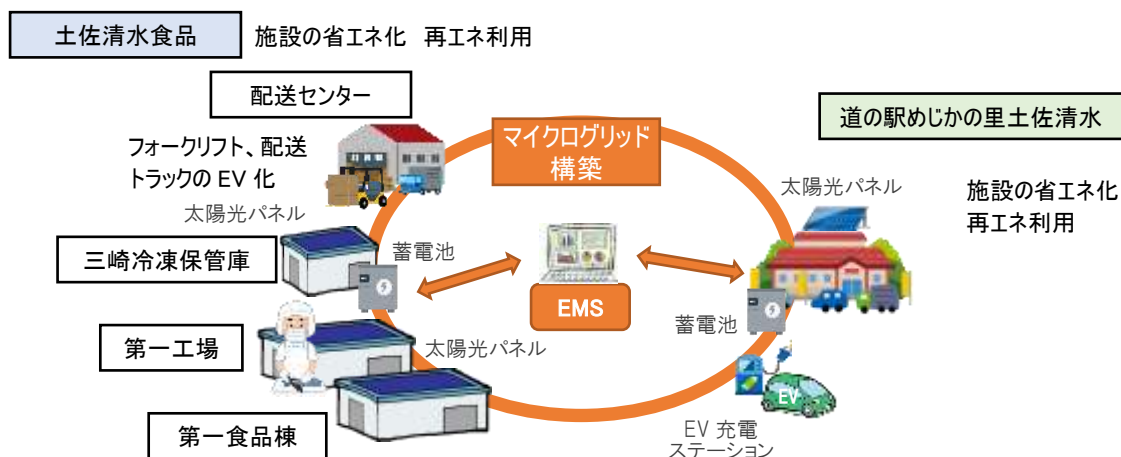 土佐清水食品
施設の省エネ化 再エネ利用
配送センター
フォークリフト、配送
トラックの EV 化
太陽光パネル
三崎冷凍保管庫
蓄電池
第一工場
太陽光パネル
第一食品棟
マイクログリッド
構築
EMS
道の駅めじかの里土佐清水
太陽光パネル
施設の省エネ化
再エネ利用
蓄電池
EV
EV 充電
ステーション